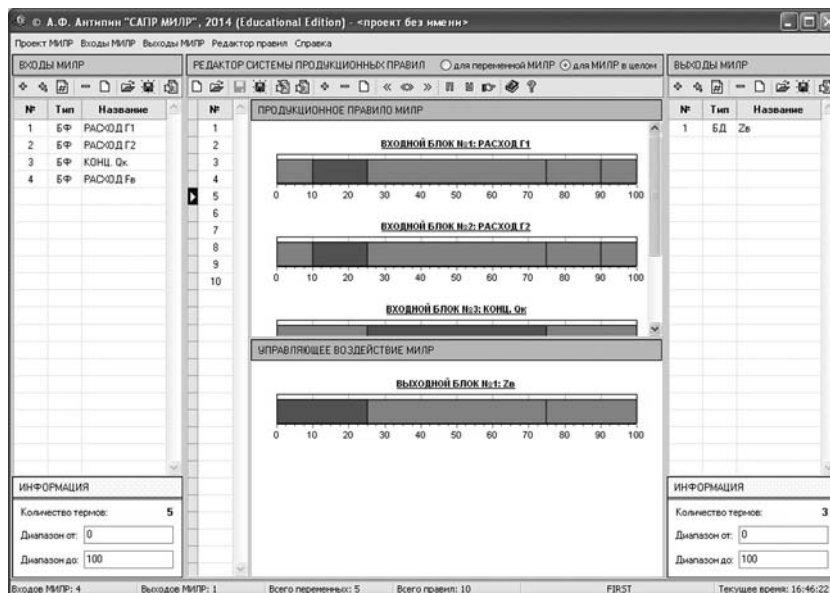 © А.Ф. Антипин "САПР МИЛР", 2014 (Educational Edition) - <проект без имени>
Проект МИЛР Входы МИЛР Выходы МИЛР Редактор правил Справка
ВХОДЫ МИЛР
№ Тип Название
1 БФ РАСХОД Г1
2 БФ РАСХОД Г2
3 БФ КОНЦ. Qк
4 БФ РАСХОД Fв
ИНФОРМАЦИЯ
Количество термов: 5
Диапазон от: 0
Диапазон до: 100
РЕДАКТОР СИСТЕМЫ ПРОДУКЦИОННЫХ ПРАВИЛ для переменной МИЛР для МИЛР в целом
№
1
2
3
4
5
6
7
8
9
10
ПРОДУКЦИОННОЕ ПРАВИЛО МИЛР
ВХОДНОЙ БЛОК №1: РАСХОД Г1
0 10 20 30 40 50 60 70 80 90 100
ВХОДНОЙ БЛОК №2: РАСХОД Г2
0 10 20 30 40 50 60 70 80 90 100
ВХОДНОЙ БЛОК №3: КОНЦ. Qк
УПРАВЛЯЮЩЕЕ ВОЗДЕЙСТВИЕ МИЛР
ВЫХОДНОЙ БЛОК №1: Zв
0 10 20 30 40 50 60 70 80 90 100
ВЫХОДЫ МИЛР
№ Тип Название
1 БД Zв
ИНФОРМАЦИЯ
Количество термов: 3
Диапазон от: 0
Диапазон до: 100
Входов МИЛР: 4 Выходов МИЛР: 1 Всего переменных: 5 Всего правил: 10 FIRST Текущее время: 16:46:22